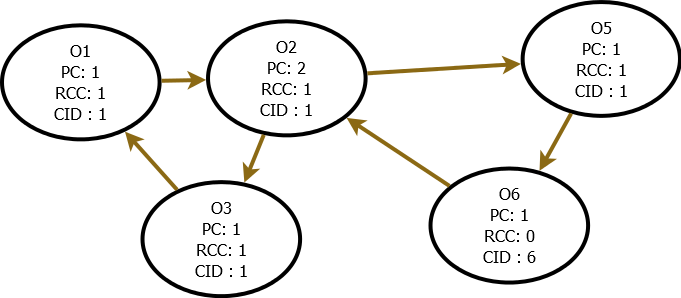 O1
PC: 1
RCC: 1
CID : 1
O2
PC: 2
RCC: 1
CID : 1
O5
PC: 1
RCC: 1
CID : 1
O3
PC: 1
RCC: 1
CID : 1
O6
PC: 1
RCC: 0
CID : 6